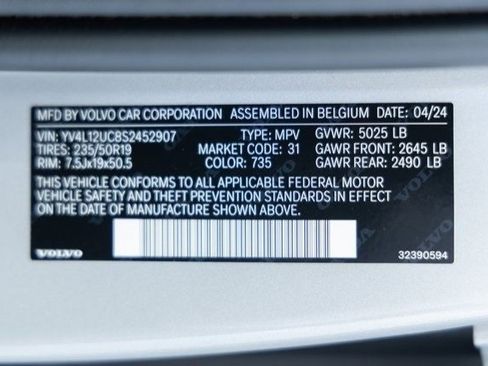 MFD BY VOLVO CAR CORPORATION ASSEMBLED IN BELGIUM DATE: 04/24
VIN: YV4L12UC8S2452907 TYPE: MPV GVWR: 5025 LB
TIRES: 235/50R19 MARKET CODE: 31 GAWR FRONT: 2645 LB
RIM: 7.5Jx19x50.5 COLOR: 735 GAWR REAR: 2490 LB
THIS VEHICLE CONFORMS TO ALL APPLICABLE FEDERAL MOTOR
VEHICLE SAFETY AND THEFT PREVENTION STANDARDS IN EFFECT
ON THE DATE OF MANUFACTURE SHOWN ABOVE.
VOLVO 32390594